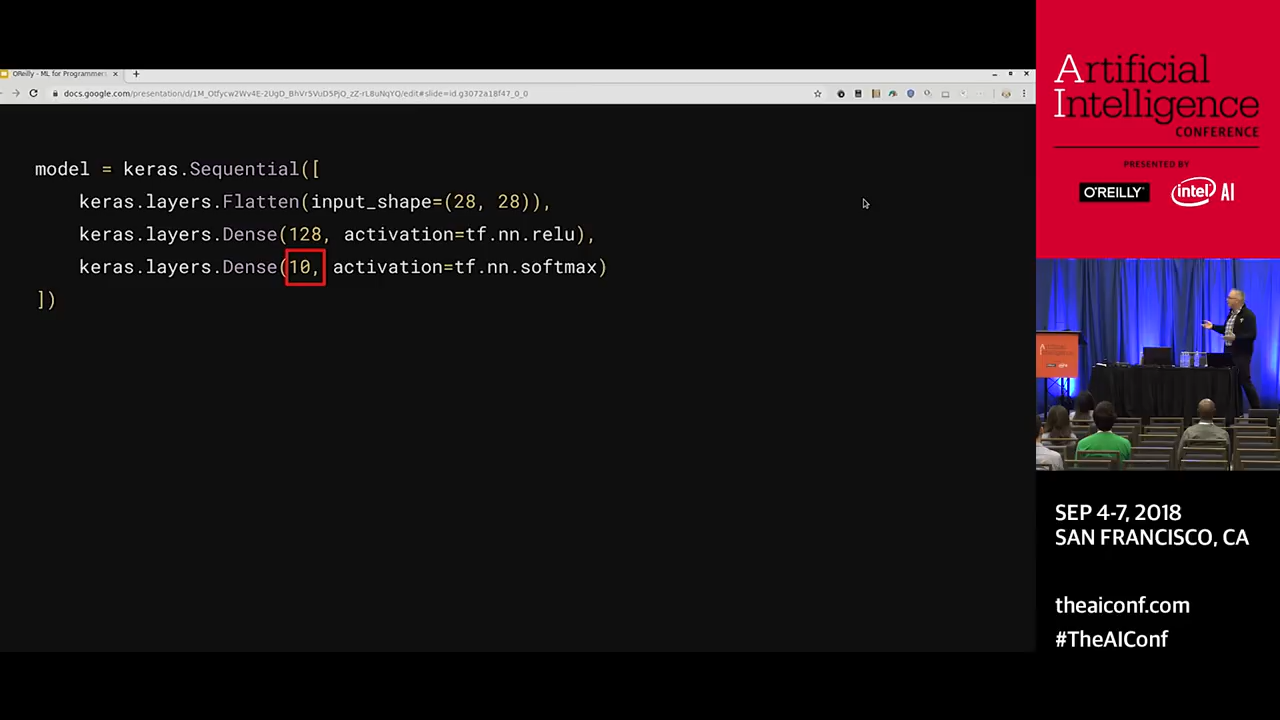 OReilly - ML for Programmers
docs.google.com/presentation/d/1M_Otfycw2Wv4E-2UgD_BhVr5VuD5PjO_zZ-rL8uNqYQ/edit#slide=id.g3072a18f47_0_0
model = keras.Sequential([
keras.layers.Flatten(input_shape=(28, 28)),
keras.layers.Dense(128, activation=tf.nn.relu),
keras.layers.Dense(10, activation=tf.nn.softmax)
])
Artificial
Intelligence
CONFERENCE
PRESENTED BY
O'REILLY intel AI
SEP 4-7, 2018
SAN FRANCISCO, CA
theaiconf.com
#TheAIConf